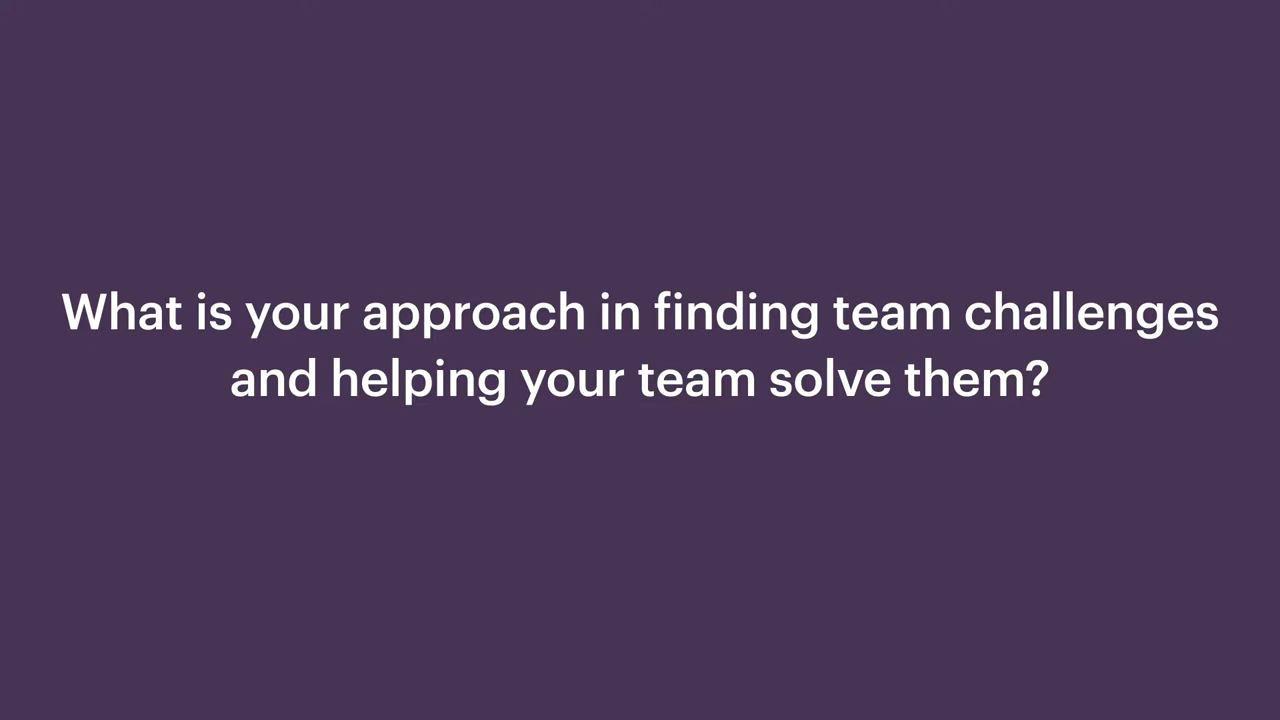 What is your approach in finding team challenges
and helping your team solve them?